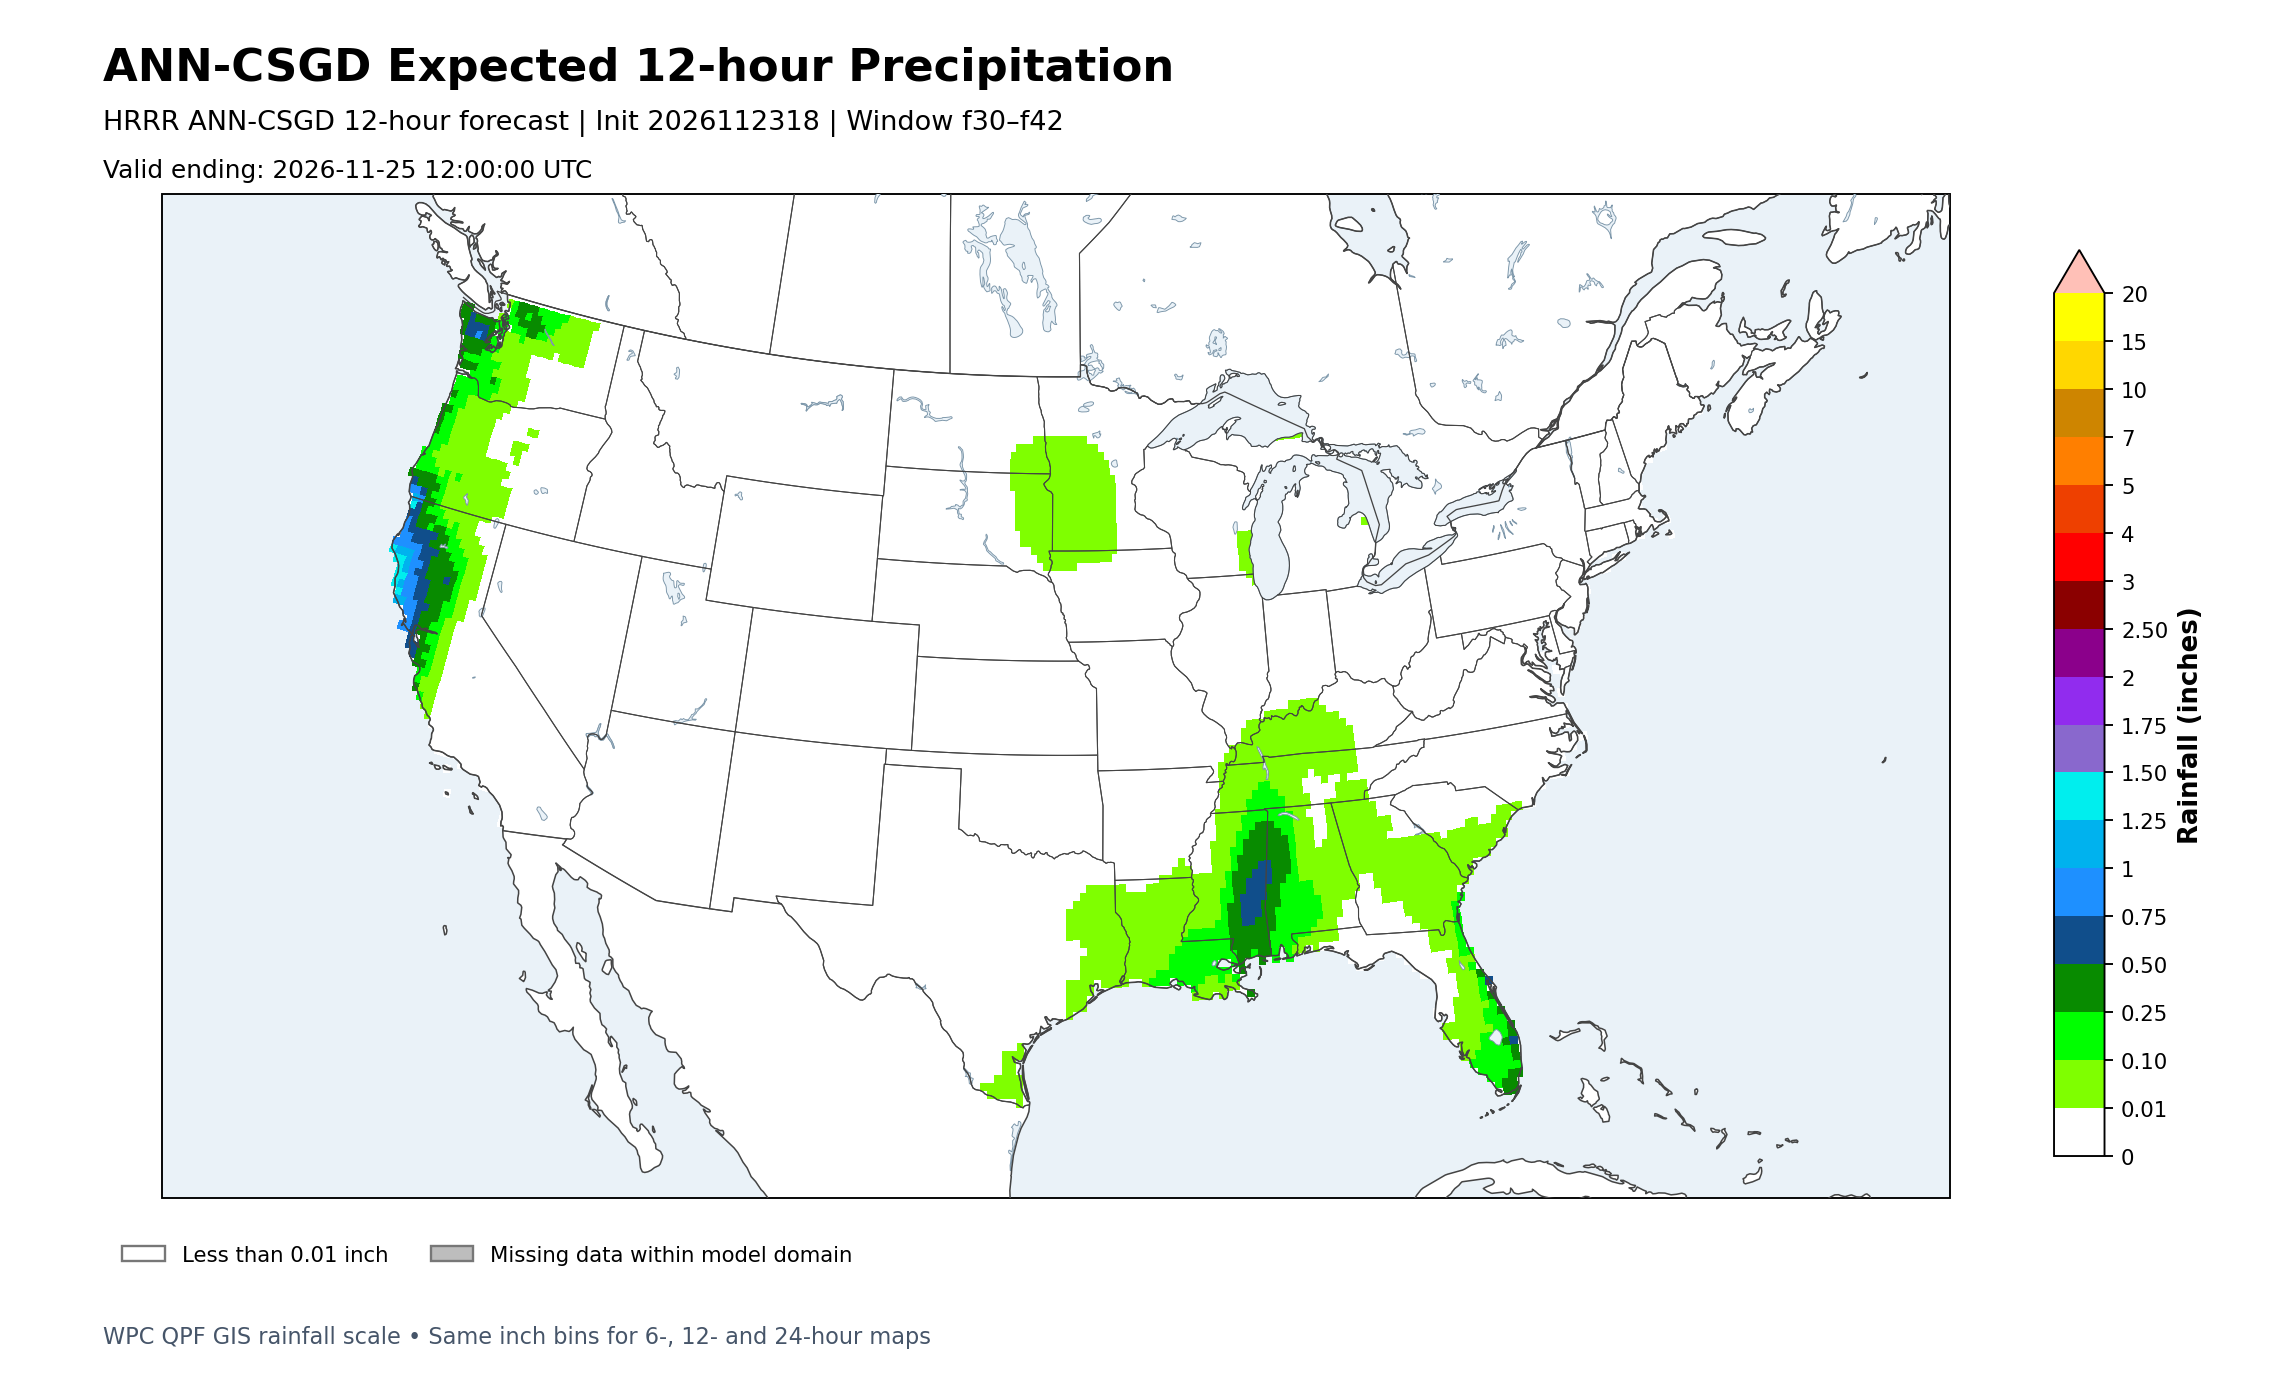 ANN-CSGD Expected 12-hour Precipitation
HRRR ANN-CSGD 12-hour forecast | Init 2026112318 | Window f30–f42
Valid ending: 2026-11-25 12:00:00 UTC
20
15
10
7
5
4
3
2.50
2
1.75
1.50
1.25
1
0.75
0.50
0.25
0.10
0.01
0
Rainfall (inches)
Less than 0.01 inch
Missing data within model domain
WPC QPF GIS rainfall scale • Same inch bins for 6-, 12- and 24-hour maps